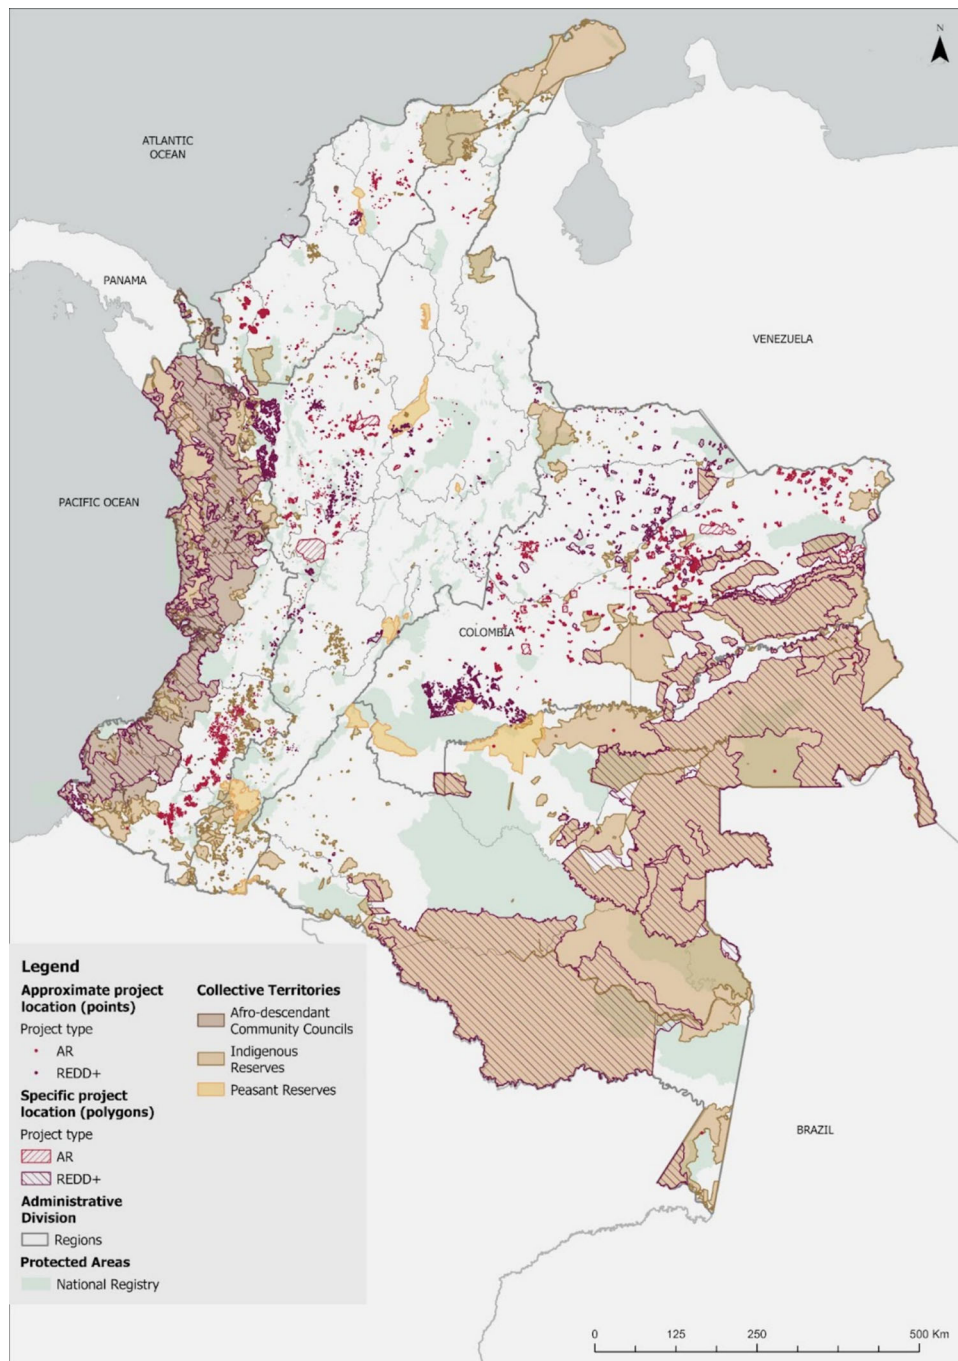 N
ATLANTIC
OCEAN
PANAMA
VENEZUELA
PACIFIC OCEAN
COLOMBIA
BRAZIL
Legend
Approximate project
location (points)
Project type
AR
REDD+
Specific project
location (polygons)
Project type
AR
REDD+
Administrative
Division
Regions
Protected Areas
National Registry
Collective Territories
Afro-descendant
Community Councils
Indigenous
Reserves
Peasant Reserves
0 125 250 500 Km